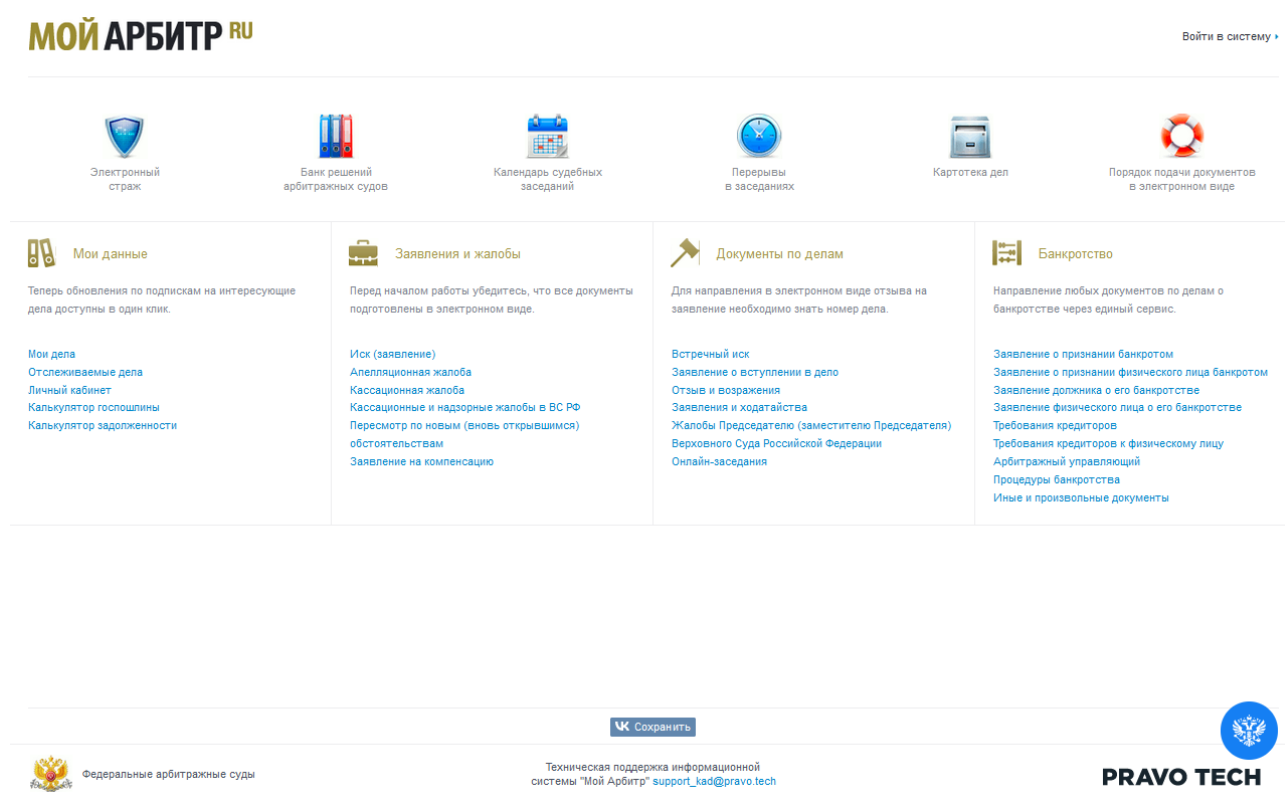 МОЙ АРБИТР RU
Войти в систему
Электронный
страж
Банк решений
арбитражных судов
Календарь судебных
заседаний
Перерывы
в заседаниях
Картотека дел
Порядок подачи документов
в электронном виде
Мои данные
Теперь обновления по подпискам на интересующие
дела доступны в один клик.
Мои дела
Отслеживаемые дела
Личный кабинет
Калькулятор госпошлины
Калькулятор задолженности
Заявления и жалобы
Перед началом работы убедитесь, что все документы
подготовлены в электронном виде.
Иск (заявление)
Апелляционная жалоба
Кассационная жалоба
Кассационные и надзорные жалобы в ВС РФ
Пересмотр по новым (вновь открывшимся)
обстоятельствам
Заявление на компенсацию
Документы по делам
Для направления в электронном виде отзыва на
заявление необходимо знать номер дела.
Встречный иск
Заявление о вступлении в дело
Отзыв и возражения
Заявления и ходатайства
Жалобы Председателю (заместителю Председателя)
Верховного Суда Российской Федерации
Онлайн-заседания
Банкротство
Направление любых документов по делам о
банкротстве через единый сервис.
Заявление о признании банкротом
Заявление о признании физического лица банкротом
Заявление должника о его банкротстве
Заявление физического лица о его банкротстве
Требования кредиторов
Требования кредиторов к физическому лицу
Арбитражный управляющий
Процедуры банкротства
Иные и произвольные документы
Сохранить
Федеральные арбитражные суды
Техническая поддержка информационной
системы "Мой Арбитр" support_kad@pravo.tech
PRAVO TECH